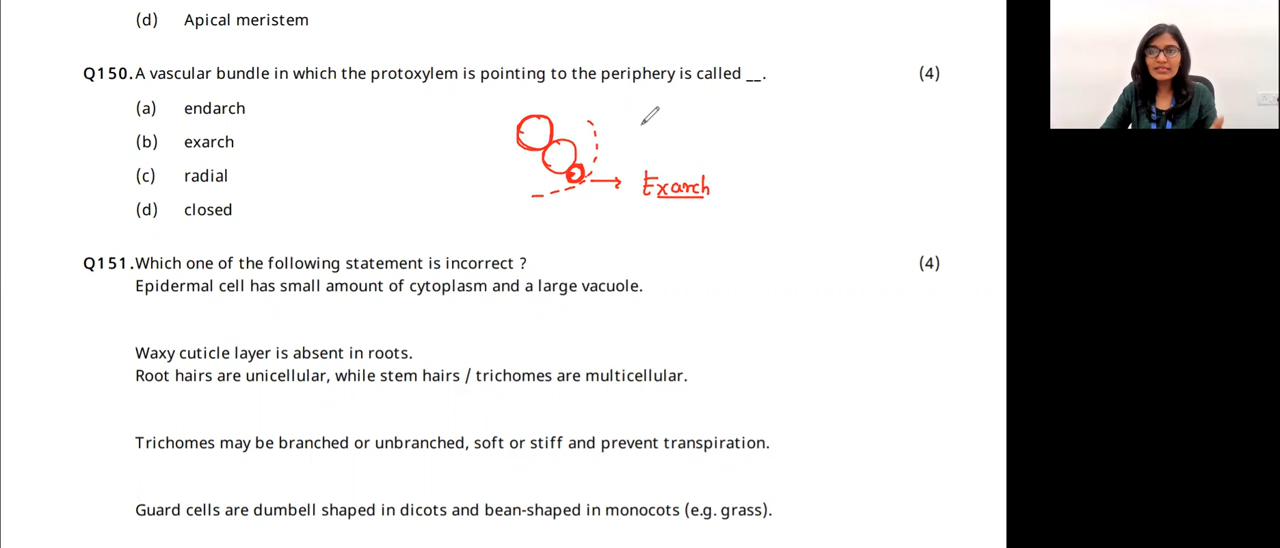 (d) Apical meristem
Q150. A vascular bundle in which the protoxylem is pointing to the periphery is called __. (4)
(a) endarch
(b) exarch
(c) radial
(d) closed
Exarch
Q151. Which one of the following statement is incorrect ? (4)
Epidermal cell has small amount of cytoplasm and a large vacuole.
Waxy cuticle layer is absent in roots.
Root hairs are unicellular, while stem hairs / trichomes are multicellular.
Trichomes may be branched or unbranched, soft or stiff and prevent transpiration.
Guard cells are dumbell shaped in dicots and bean-shaped in monocots (e.g. grass).